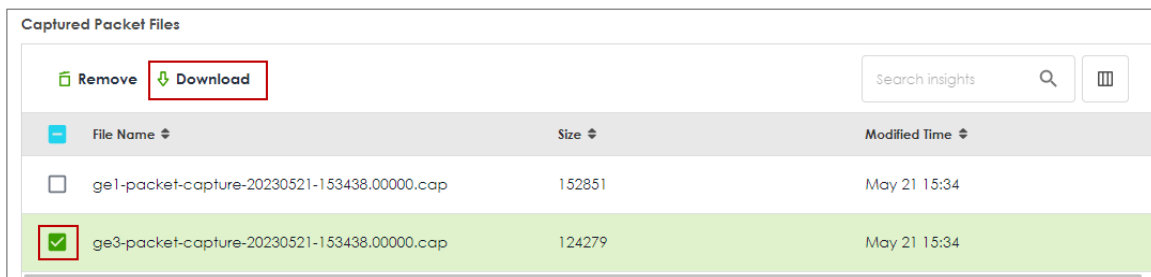 Captured Packet Files
Remove Download Search insights
File Name Size Modified Time
ge1-packet-capture-20230521-153438.00000.cap 152851 May 21 15:34
ge3-packet-capture-20230521-153438.00000.cap 124279 May 21 15:34